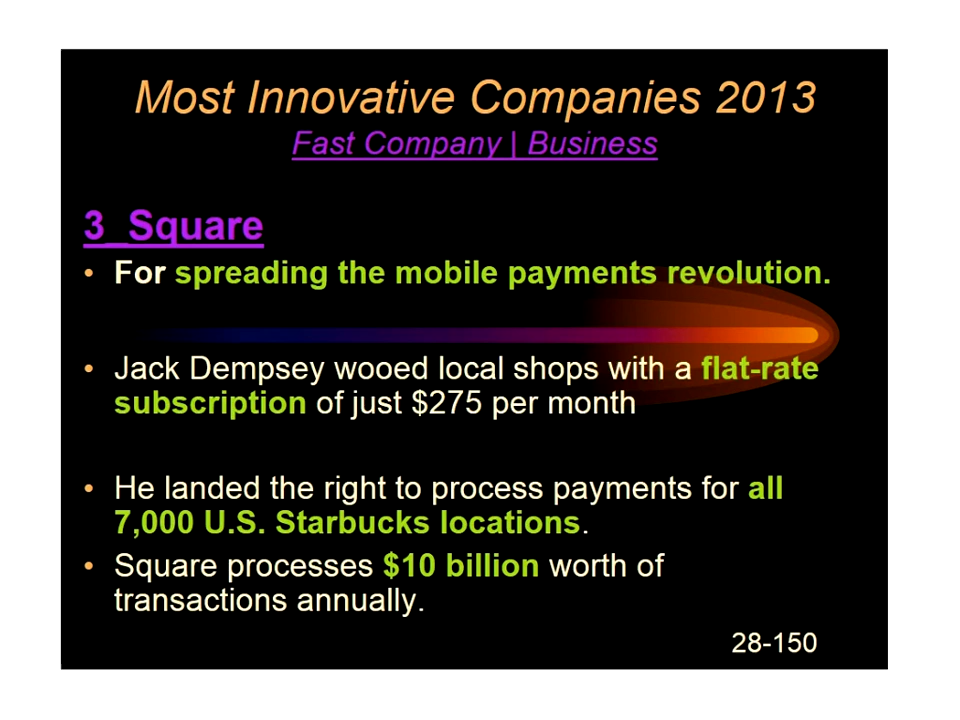 Most Innovative Companies 2013
Fast Company | Business
3_Square
• For spreading the mobile payments revolution.
• Jack Dempsey wooed local shops with a flat-rate
subscription of just $275 per month
• He landed the right to process payments for all
7,000 U.S. Starbucks locations.
• Square processes $10 billion worth of
transactions annually.
28-150